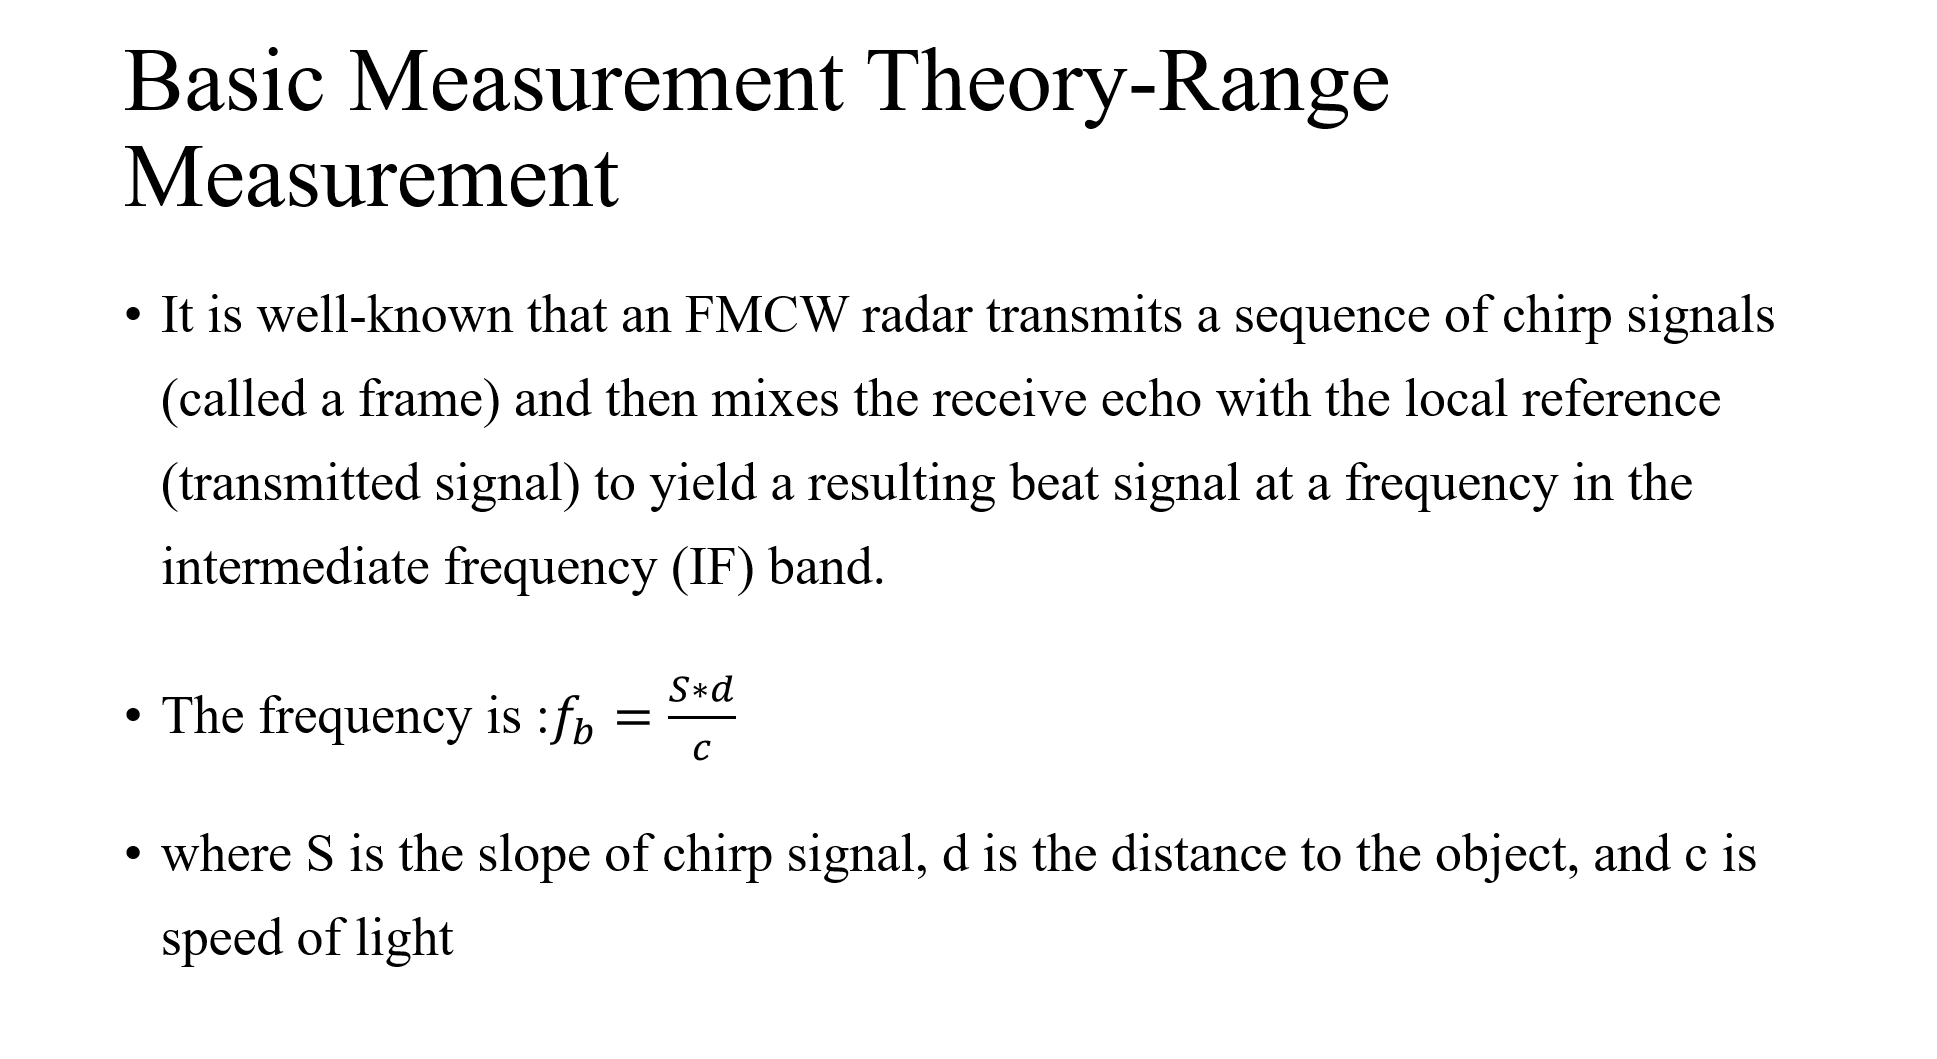 Basic Measurement Theory-Range
Measurement
• It is well-known that an FMCW radar transmits a sequence of chirp signals
(called a frame) and then mixes the receive echo with the local reference
(transmitted signal) to yield a resulting beat signal at a frequency in the
intermediate frequency (IF) band.
• The frequency is :f_b = \frac{S*d}{c}
• where S is the slope of chirp signal, d is the distance to the object, and c is
speed of light